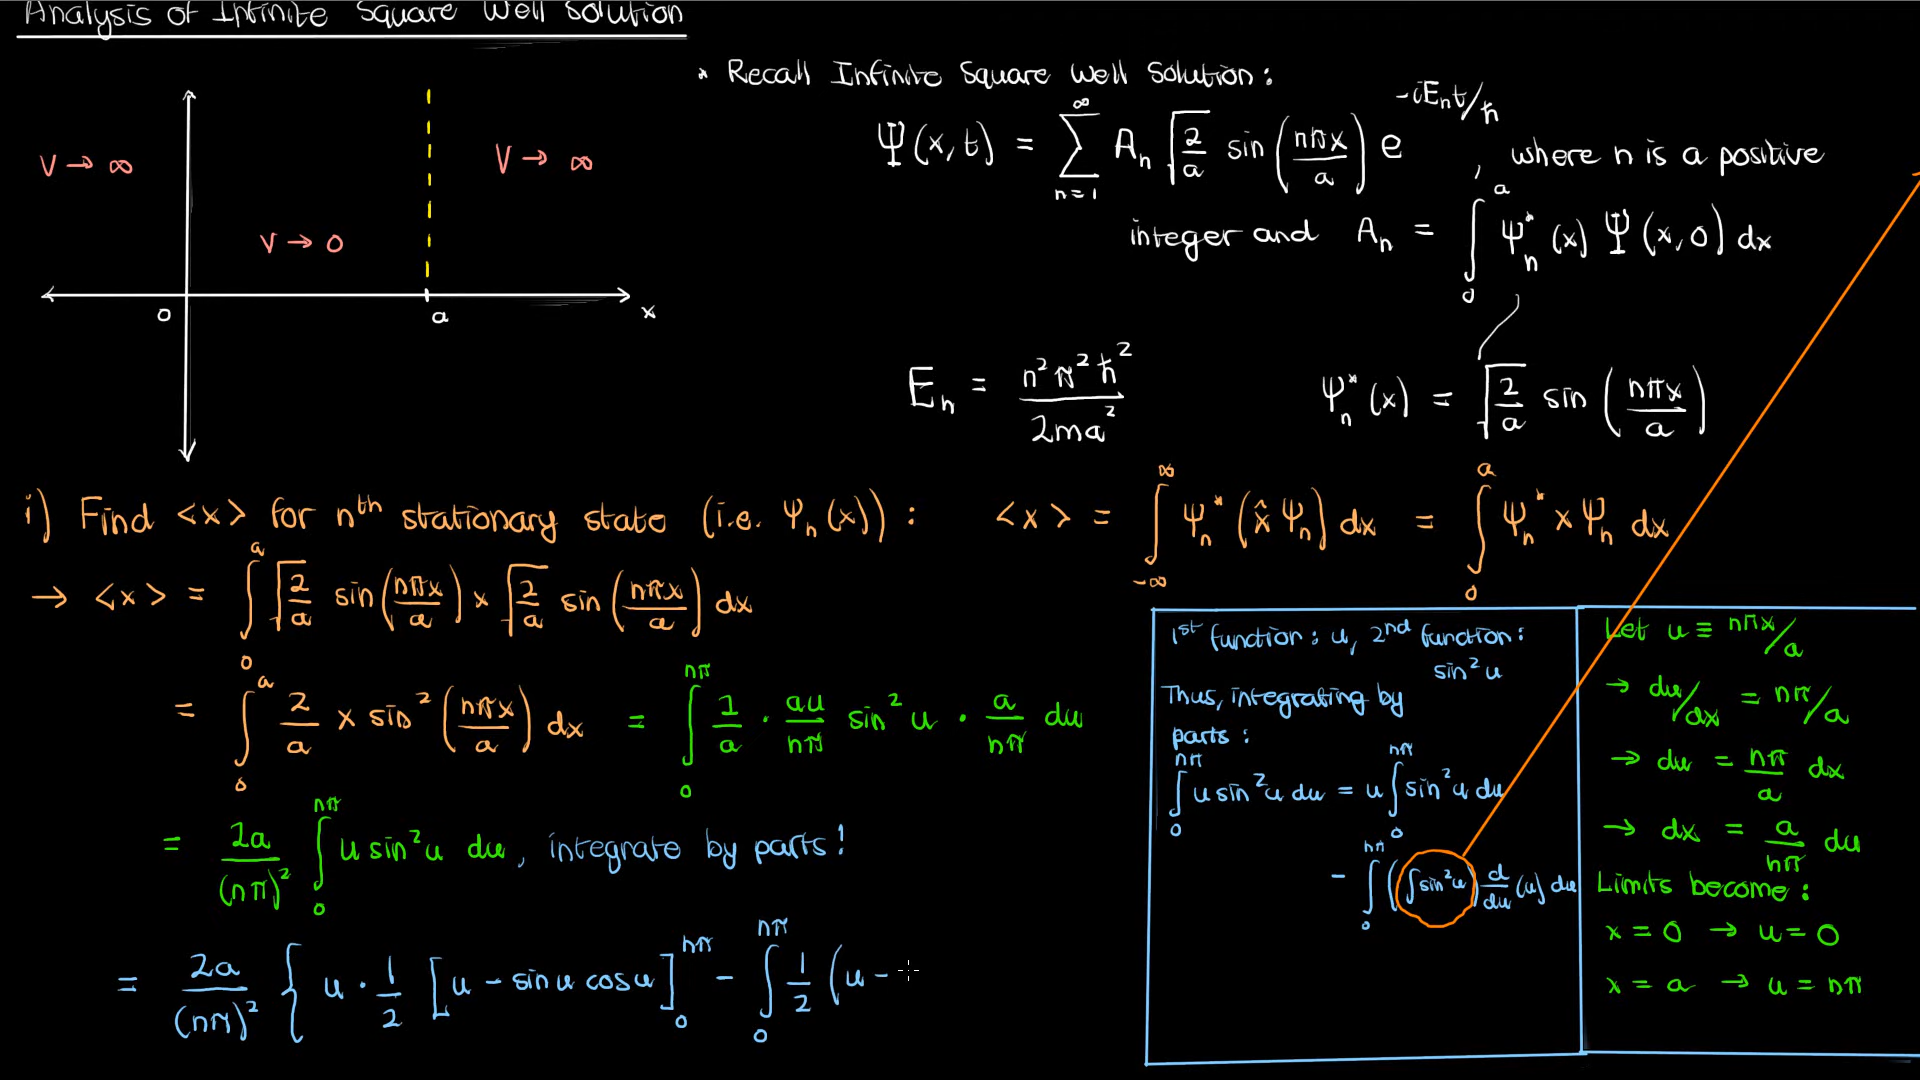 Analysis of Infinite Square Well Solution
V → ∞
V → ∞
V → 0
0
a
x
* Recall Infinite Square Well Solution:
Ψ(x,t) = ∑_{n=1}^{∞} A_n √(2/a) sin(nπx/a) e^{-iE_n t/ħ}, where n is a positive
integer and A_n = ∫_0^a ψ_n^*(x) Ψ(x,0) dx
E_n = n²π²ħ² / 2ma²
ψ_n^*(x) = √(2/a) sin(nπx/a)
i) Find <x> for n^th stationary state (i.e. ψ_n(x)): <x> = ∫_{-∞}^{∞} ψ_n^* (x̂ ψ_n) dx = ∫_0^a ψ_n^* x ψ_n dx
→ <x> = ∫_0^a √(2/a) sin(nπx/a) x √(2/a) sin(nπx/a) dx
= ∫_0^a 2/a x sin²(nπx/a) dx = ∫_0^{nπ} 2/a · au/nπ sin²u · a/nπ du
= 2a/(nπ)² ∫_0^{nπ} u sin²u du, integrate by parts!
= 2a/(nπ)² { u · 1/2 [u - sin u cos u]_0^{nπ} - ∫_0^{nπ} 1/2 (u -
1st function: u, 2nd function:
sin²u
Thus, integrating by
parts:
∫_0^{nπ} u sin²u du = u ∫_0^{nπ} sin²u du
- ∫_0^{nπ} (∫sin²u) d/du (u) du
Let u ≡ nπx/a
→ du/dx = nπ/a
→ du = nπ/a dx
→ dx = a/nπ du
Limits become:
x = 0 → u = 0
x = a → u = nπ